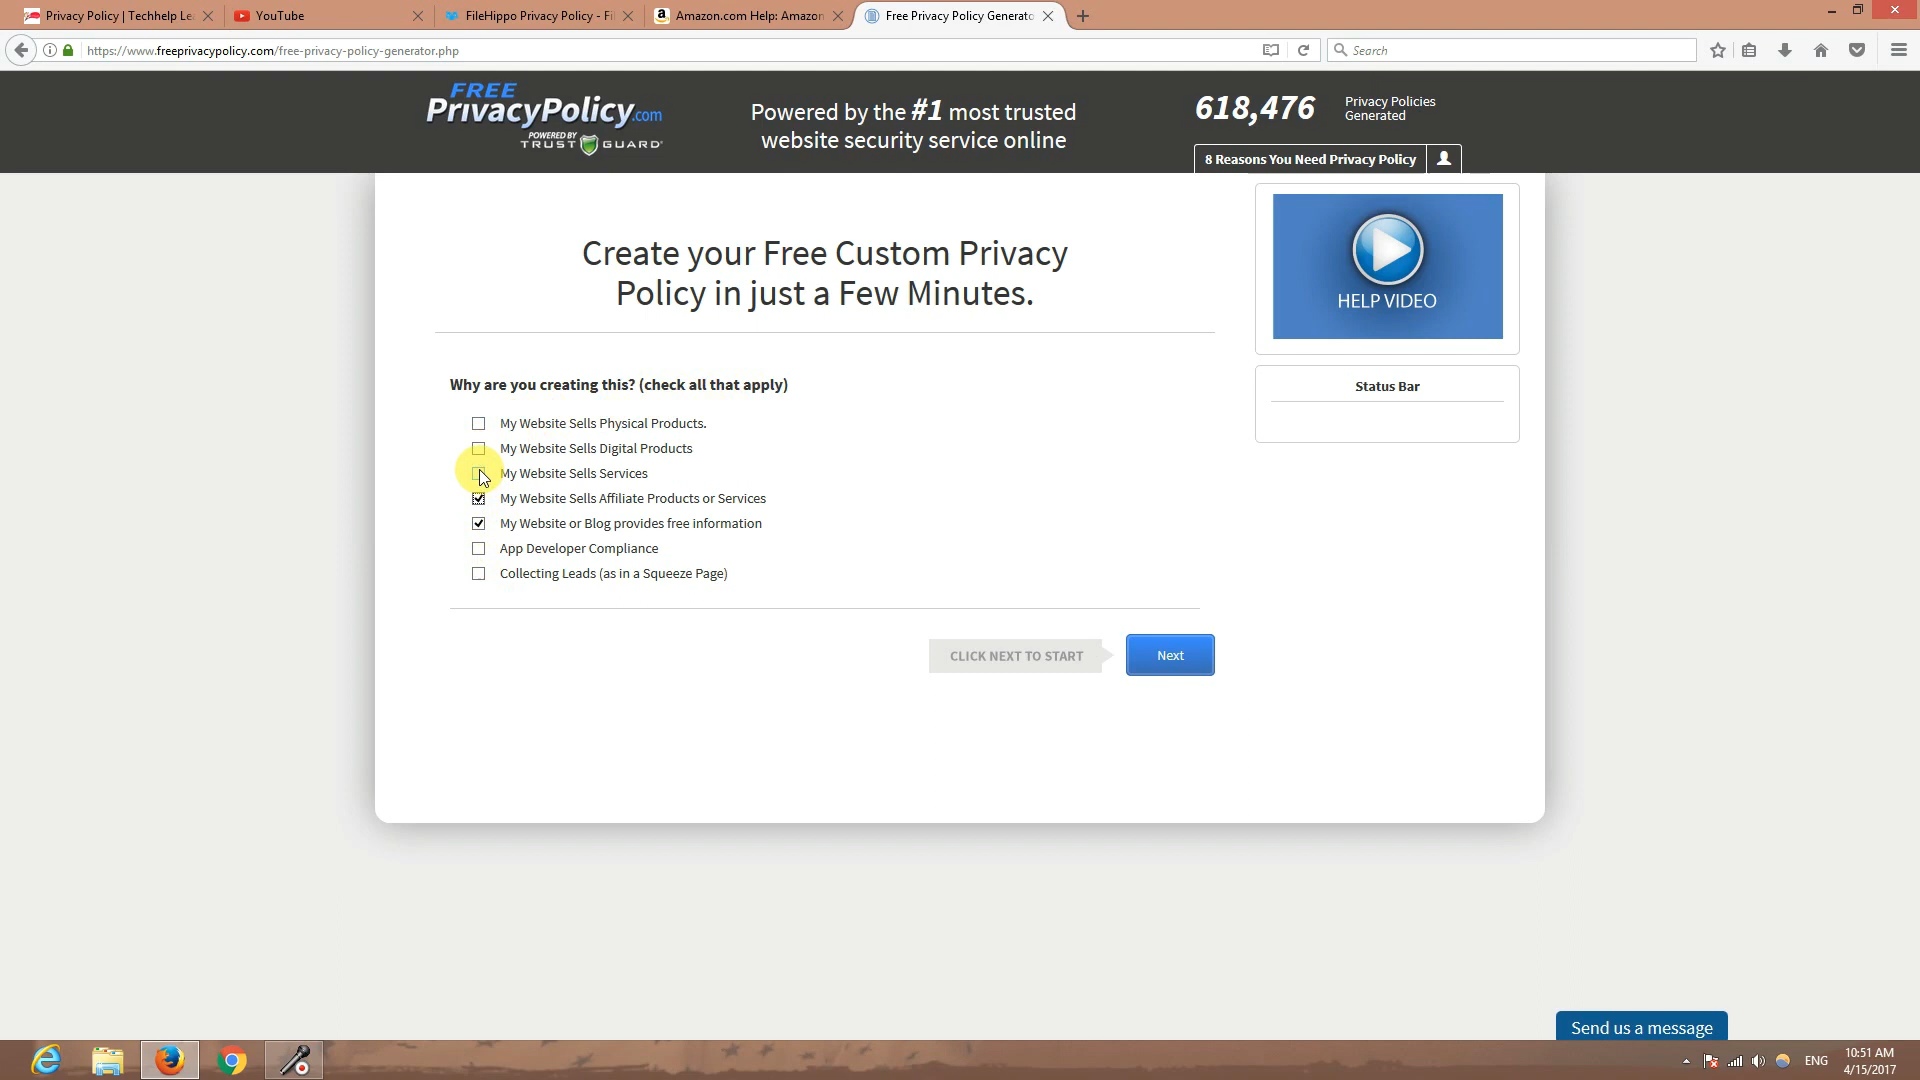 Privacy Policy | Techhelp Le
YouTube
FileHippo Privacy Policy - Fi
Amazon.com Help: Amazon
Free Privacy Policy Generato
https://www.freeprivacypolicy.com/free-privacy-policy-generator.php
Search
FREE
PrivacyPolicy.com
POWERED BY
TRUST GUARD
Powered by the #1 most trusted
website security service online
618,476
Privacy Policies
Generated
8 Reasons You Need Privacy Policy
Create your Free Custom Privacy
Policy in just a Few Minutes.
HELP VIDEO
Status Bar
Why are you creating this? (check all that apply)
My Website Sells Physical Products.
My Website Sells Digital Products
My Website Sells Services
My Website Sells Affiliate Products or Services
My Website or Blog provides free information
App Developer Compliance
Collecting Leads (as in a Squeeze Page)
CLICK NEXT TO START
Next
Send us a message
ENG
10:51 AM
4/15/2017